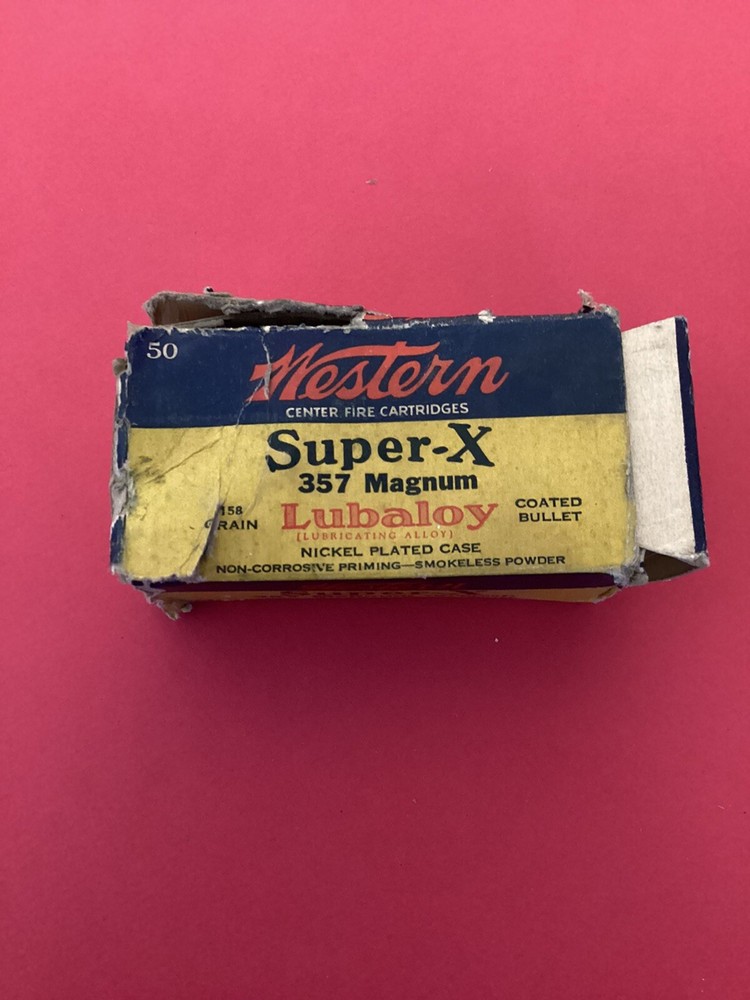 50
Western
CENTER FIRE CARTRIDGES
Super-X
357 Magnum
158 GRAIN
Lubaloy
(LUBRICATING ALLOY)
COATED BULLET
NICKEL PLATED CASE
NON-CORROSIVE PRIMING—SMOKELESS POWDER
Super-X